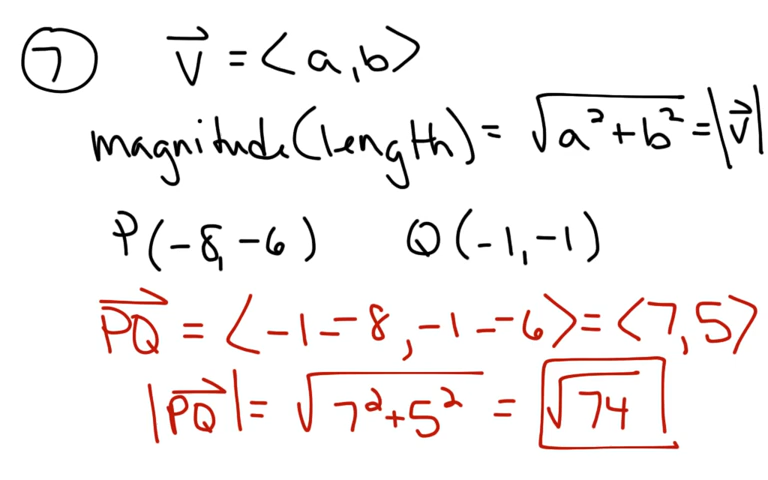 7 v⃗ = <a,b>
magnitude(length) = √(a²+b²) = |v⃗|
P(-8,-6) Q(-1,-1)
PQ⃗ = <-1--8,-1--6> = <7,5>
|PQ⃗| = √(7²+5²) = √74